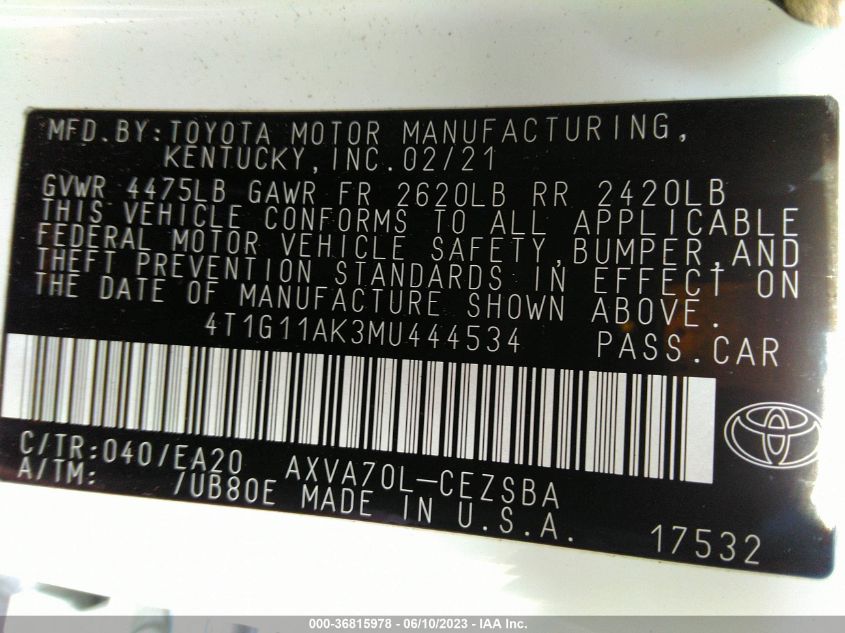 MFD.BY:TOYOTA MOTOR MANUFACTURING,
KENTUCKY,INC.02/21
GVWR 4475LB GAWR FR 2620LB RR 2420LB
THIS VEHICLE CONFORMS TO ALL APPLICABLE
FEDERAL MOTOR VEHICLE SAFETY,BUMPER,AND
THEFT PREVENTION STANDARDS IN EFFECT ON
THE DATE OF MANUFACTURE SHOWN ABOVE.
4T1G11AK3MU444534 PASS.CAR
C/TR:040/EA20 AXVA70L-CEZSBA
A/TM: /UB80E MADE IN U.S.A. 17532
000-36815978 - 06/10/2023 - IAA Inc.